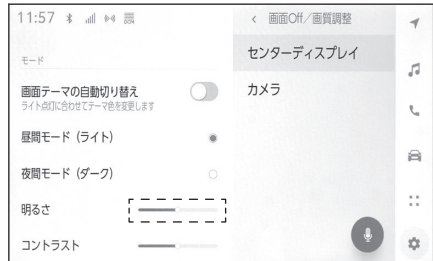 11:57
モード
画面テーマの自動切り替え
ライト点灯に合わせてテーマ色を変更します
昼間モード（ライト）
夜間モード（ダーク）
明るさ
コントラスト
＜ 画面Off／画質調整
センターディスプレイ
カメラ